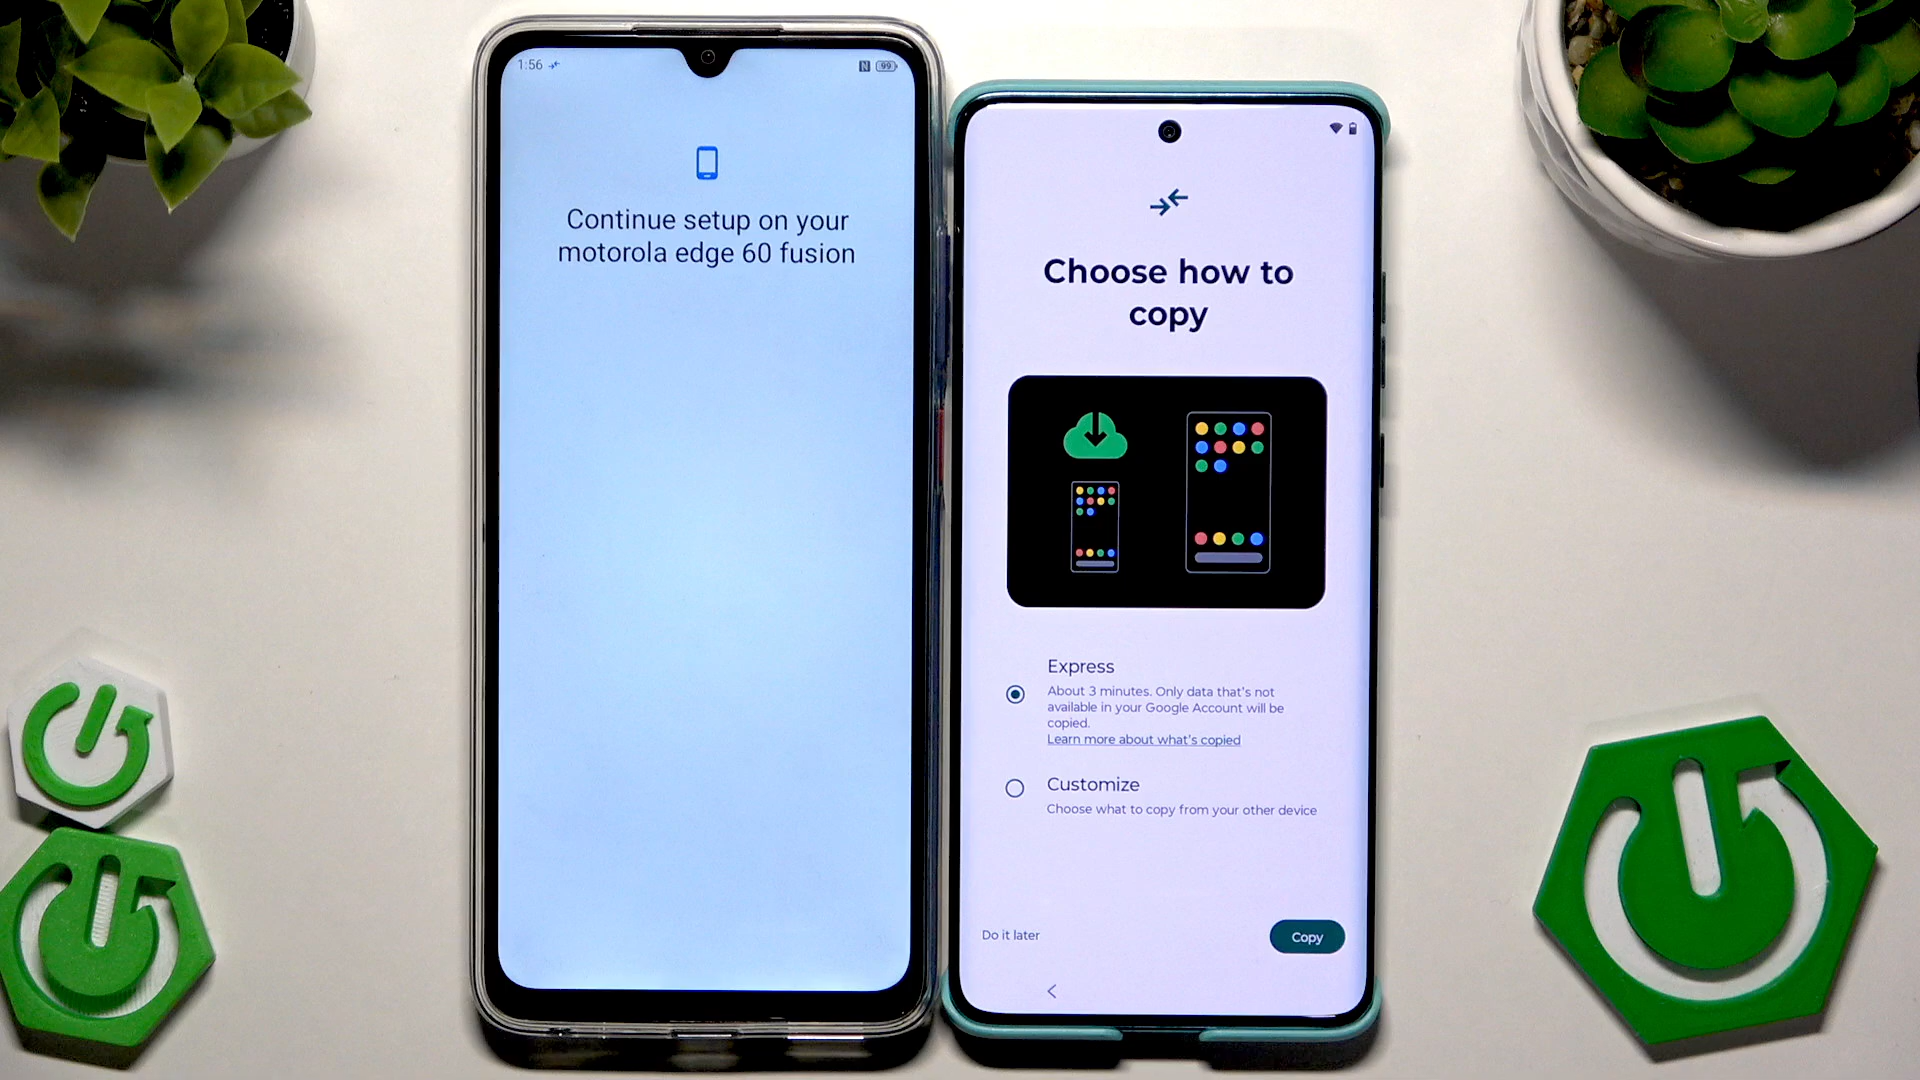 1:56
99
Continue setup on your
motorola edge 60 fusion
Choose how to
copy
Express
About 3 minutes. Only data that's not
available in your Google Account will be
copied.
Learn more about what's copied
Customize
Choose what to copy from your other device
Do it later
Copy